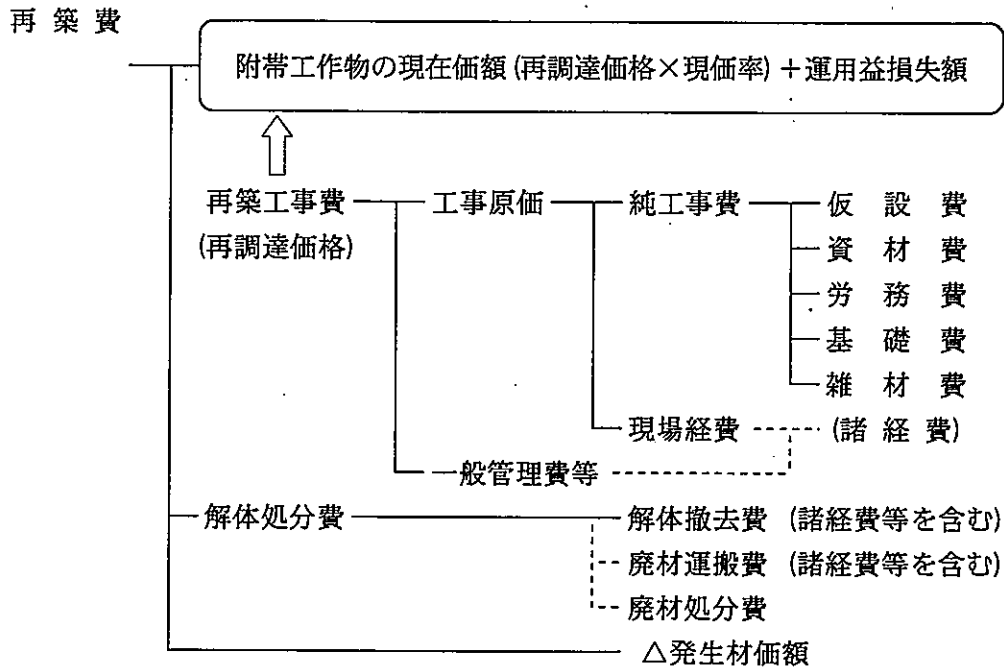 再築費
附帯工作物の現在価額(再調達価格×現価率)+運用益損失額
再築工事費 工事原価 純工事費 仮設費
(再調達価格) 資材費
労務費
基礎費
雑材費
現場経費 (諸経費)
一般管理費等
解体処分費 解体撤去費(諸経費等を含む)
廃材運搬費(諸経費等を含む)
廃材処分費
△発生材価額